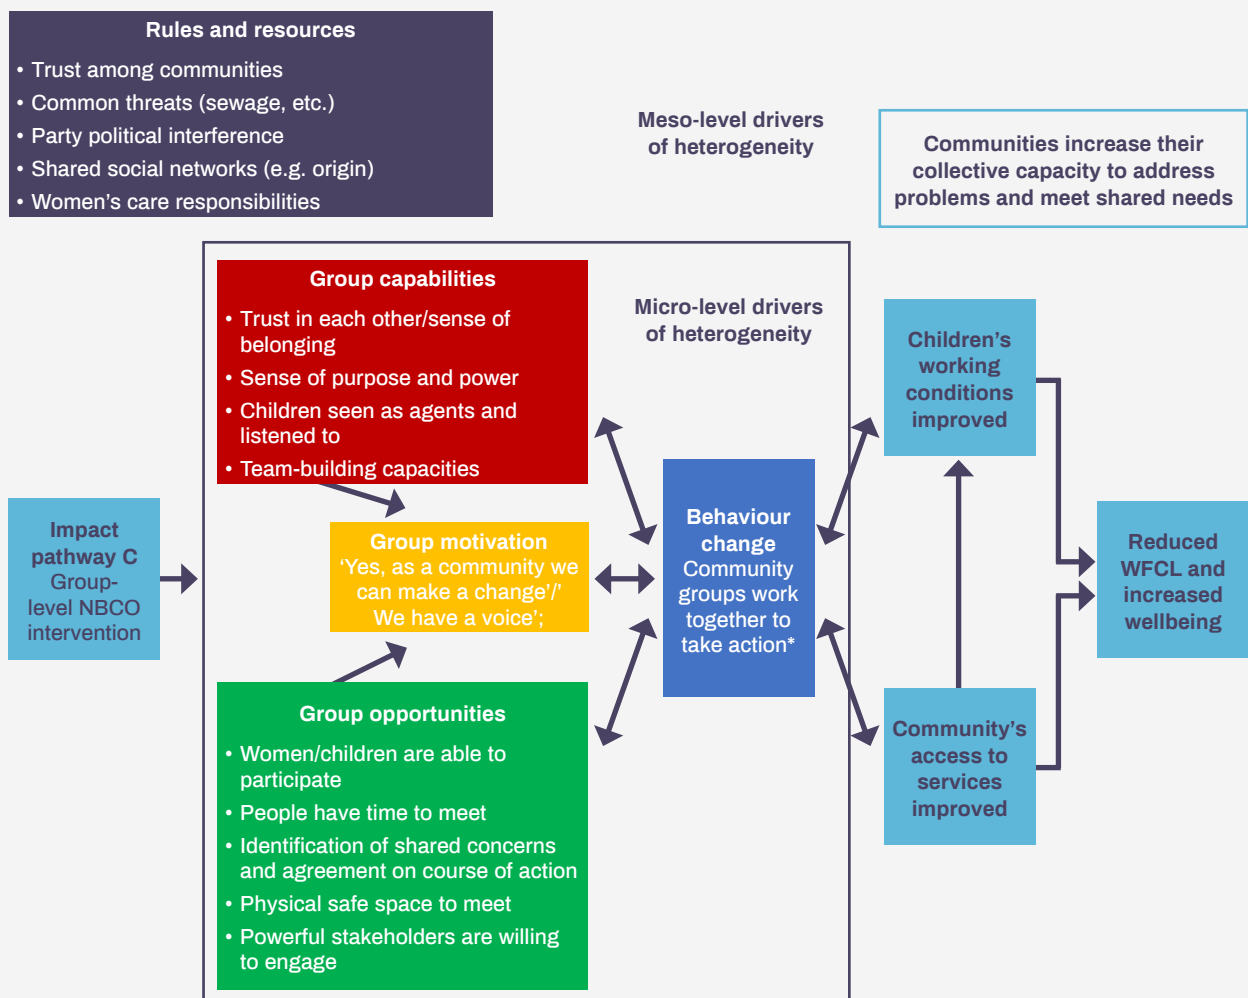 Rules and resources
• Trust among communities
• Common threats (sewage, etc.)
• Party political interference
• Shared social networks (e.g. origin)
• Women’s care responsibilities
Meso-level drivers
of heterogeneity
Communities increase their
collective capacity to address
problems and meet shared needs
Group capabilities
• Trust in each other/sense of
belonging
• Sense of purpose and power
• Children seen as agents and
listened to
• Team-building capacities
Micro-level drivers
of heterogeneity
Children’s
working
conditions
improved
Impact
pathway C
Group-
level NBCO
intervention
Group motivation
‘Yes, as a community we
can make a change’/’
We have a voice’;
Behaviour
change
Community
groups work
together to
take action*
Reduced
WFCL and
increased
wellbeing
Group opportunities
• Women/children are able to
participate
• People have time to meet
• Identification of shared concerns
and agreement on course of action
• Physical safe space to meet
• Powerful stakeholders are willing
to engage
Community’s
access to
services
improved